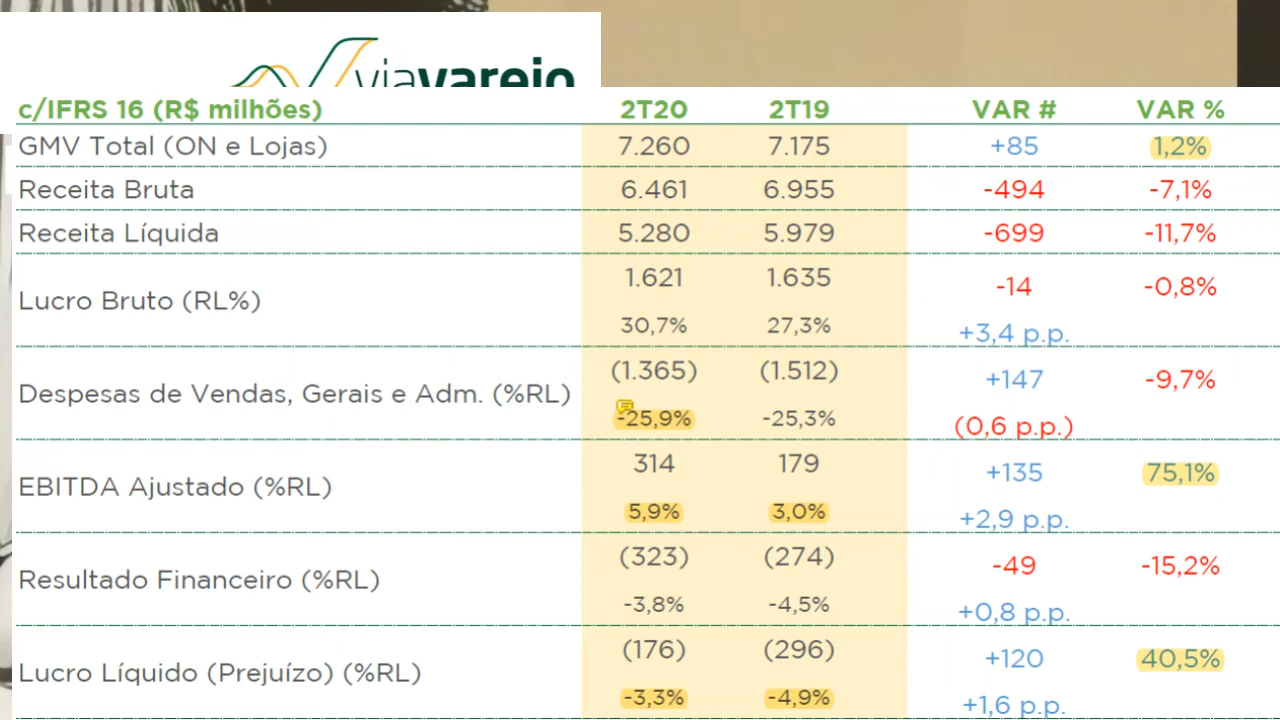 viavarejo
c/IFRS 16 (R$ milhões) 2T20 2T19 VAR # VAR %
GMV Total (ON e Lojas) 7.260 7.175 +85 1,2%
Receita Bruta 6.461 6.955 -494 -7,1%
Receita Líquida 5.280 5.979 -699 -11,7%
Lucro Bruto (RL%) 1.621 1.635 -14 -0,8%
30,7% 27,3% +3,4 p.p.
Despesas de Vendas, Gerais e Adm. (%RL) (1.365) (1.512) +147 -9,7%
-25,9% -25,3% (0,6 p.p.)
EBITDA Ajustado (%RL) 314 179 +135 75,1%
5,9% 3,0% +2,9 p.p.
Resultado Financeiro (%RL) (323) (274) -49 -15,2%
-3,8% -4,5% +0,8 p.p.
Lucro Líquido (Prejuízo) (%RL) (176) (296) +120 40,5%
-3,3% -4,9% +1,6 p.p.